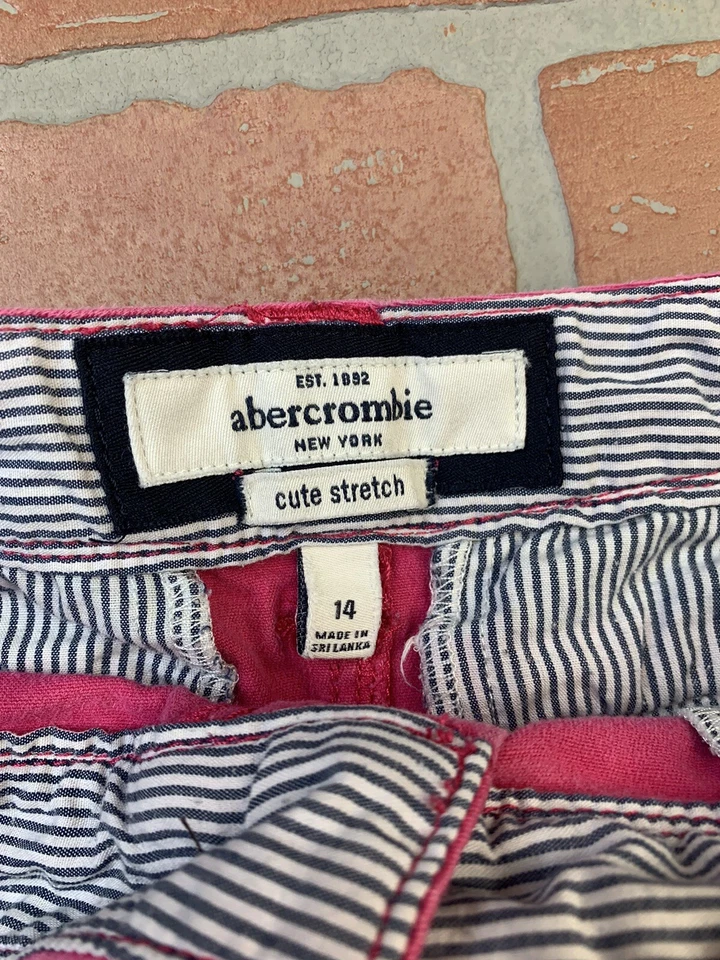 EST. 1892
abercrombie
NEW YORK
cute stretch
14
MADE IN
SRI LANKA